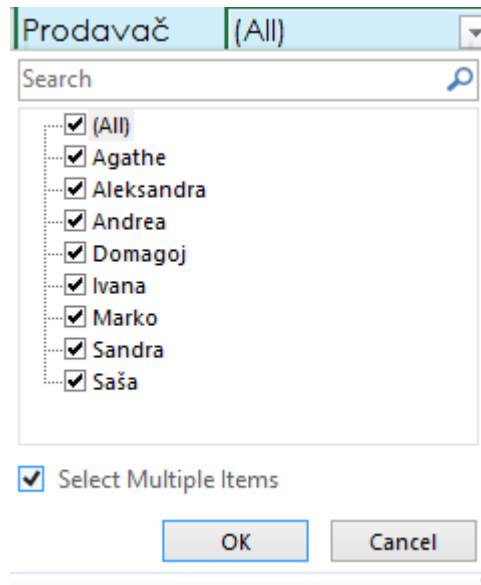 Prodavač (All)
Search
(All)
Agathe
Aleksandra
Andrea
Domagoj
Ivana
Marko
Sandra
Saša
Select Multiple Items
OK Cancel